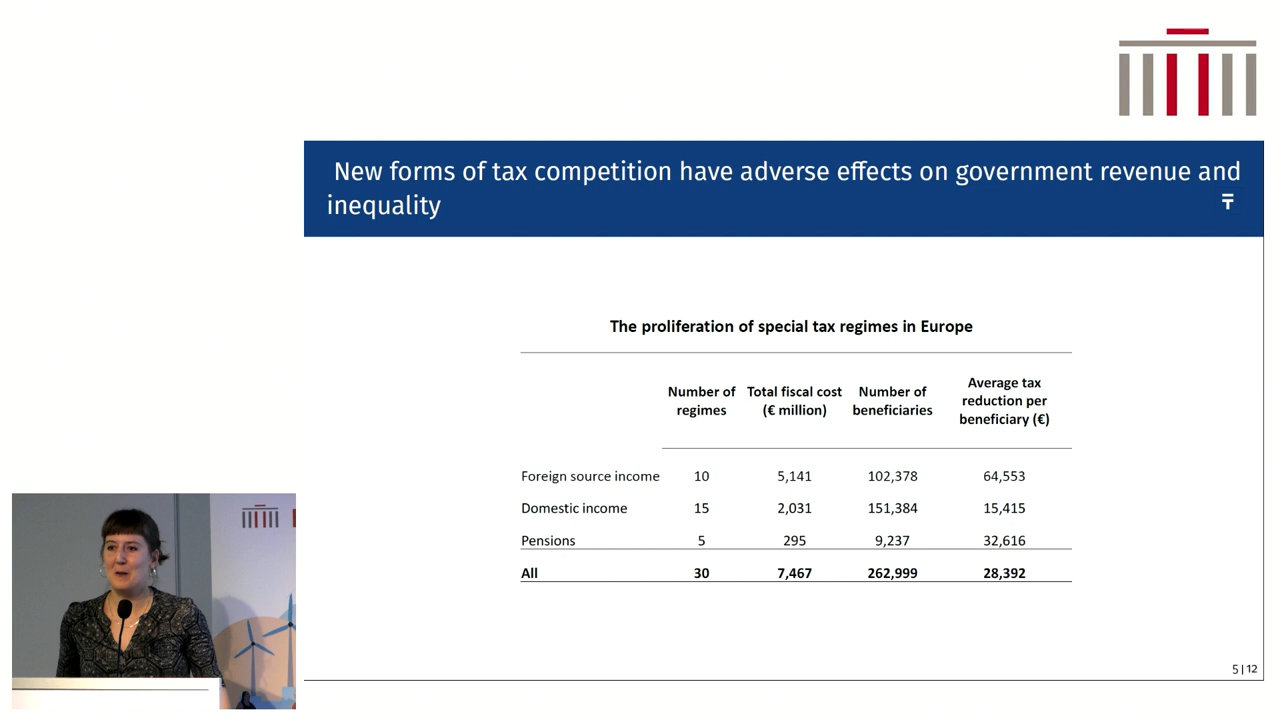 New forms of tax competition have adverse effects on government revenue and
inequality
The proliferation of special tax regimes in Europe
Number of regimes Total fiscal cost (€ million) Number of beneficiaries Average tax reduction per beneficiary (€)
Foreign source income 10 5,141 102,378 64,553
Domestic income 15 2,031 151,384 15,415
Pensions 5 295 9,237 32,616
All 30 7,467 262,999 28,392
5 | 12